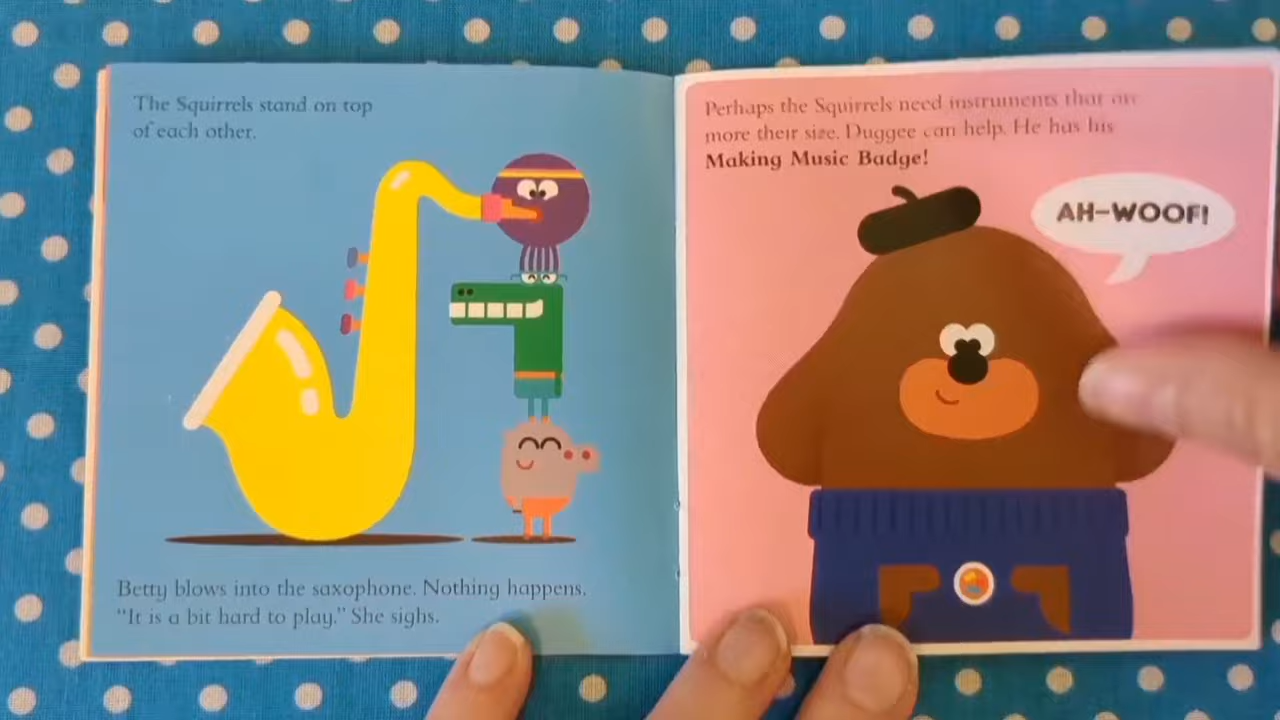 The Squirrels stand on top
of each other.
Betty blows into the saxophone. Nothing happens.
“It is a bit hard to play.” She sighs.
Perhaps the Squirrels need instruments that are
more their size. Duggee can help. He has his
Making Music Badge!
AH-WOOF!